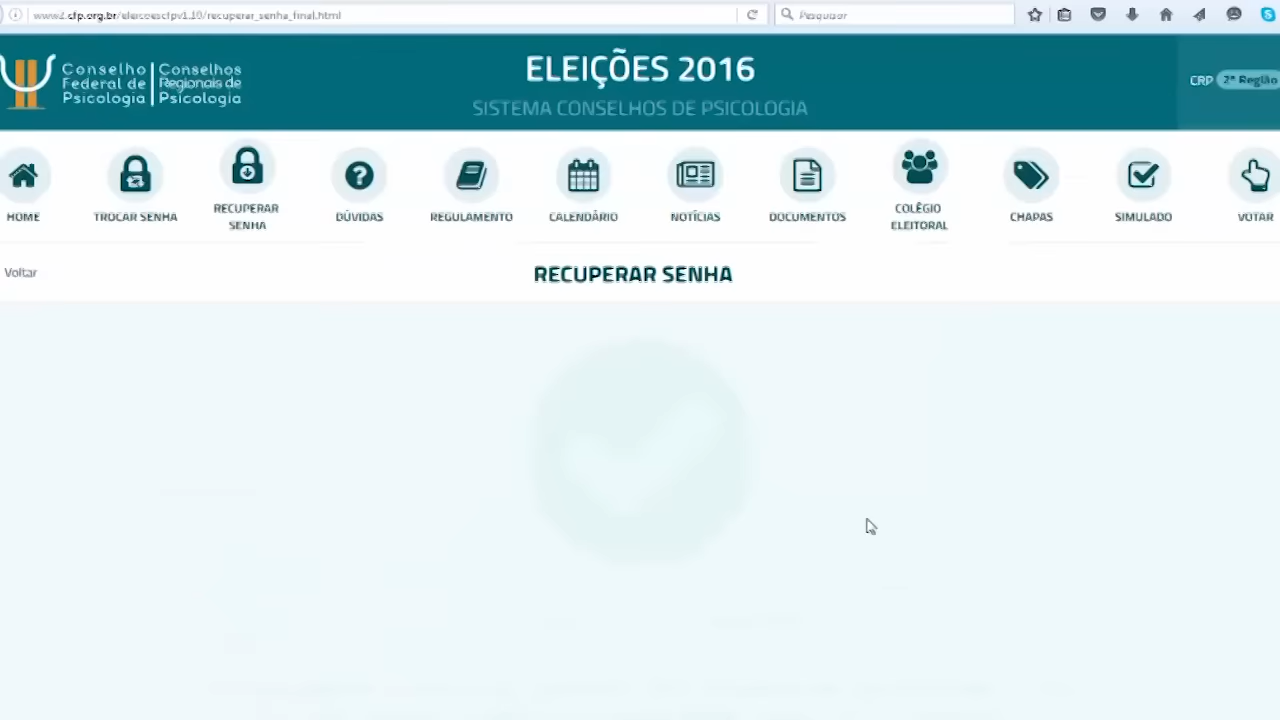 www2.cfp.org.br/eleicoescfpv1.10/recuperar_senha_final.html
Pesquisar
Conselho Federal de Psicologia
Conselhos Regionais de Psicologia
ELEIÇÕES 2016
SISTEMA CONSELHOS DE PSICOLOGIA
CRP 2ª Região
HOME
TROCAR SENHA
RECUPERAR
SENHA
DÚVIDAS
REGULAMENTO
CALENDÁRIO
NOTÍCIAS
DOCUMENTOS
COLÉGIO
ELEITORAL
CHAPAS
SIMULADO
VOTAR
Voltar
RECUPERAR SENHA